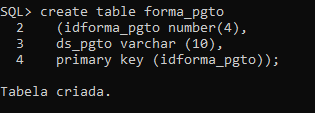 SQL> create table forma_pgto
  2     (idforma_pgto number(4),
  3     ds_pgto varchar (10),
  4     primary key (idforma_pgto));
Tabela criada.